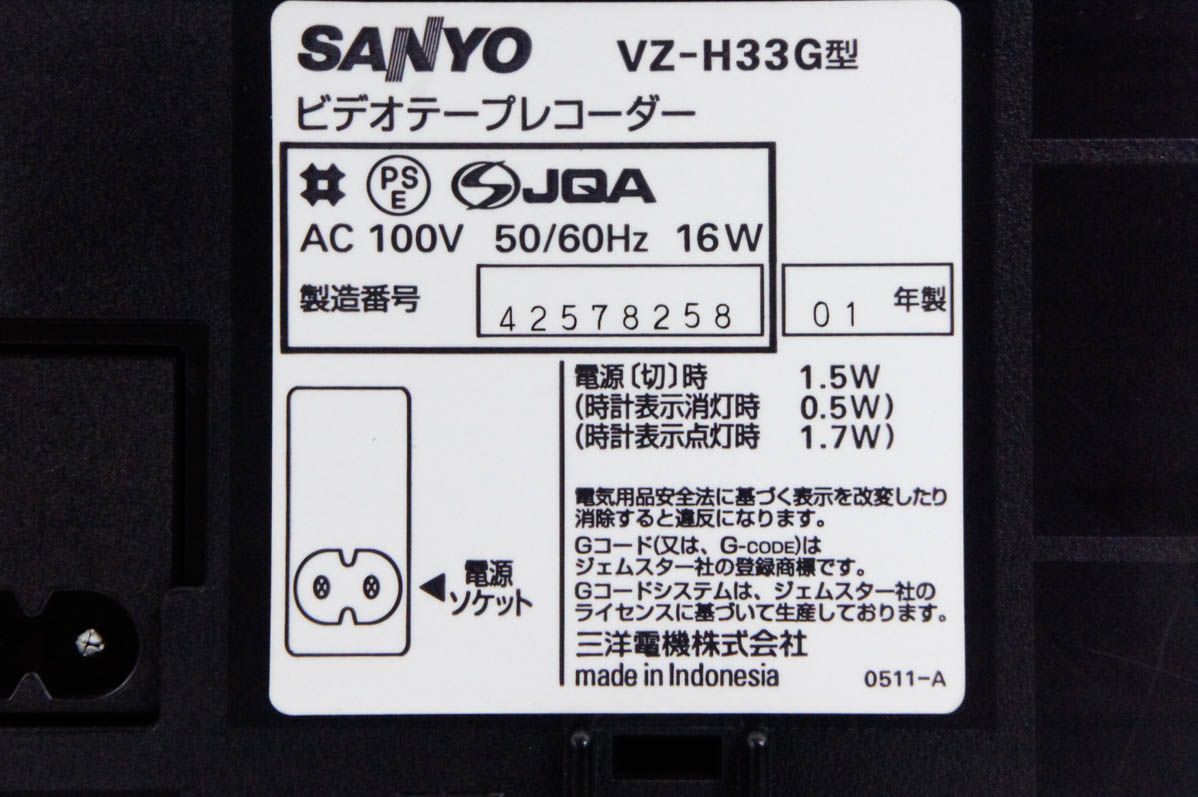 SANYO VZ-H33G型
ビデオテープレコーダー
PS E JQA
AC 100V 50/60Hz 16W
製造番号 42578258 01 年製
電源〔切〕時 1.5W
(時計表示消灯時 0.5W)
(時計表示点灯時 1.7W)
電気用品安全法に基づく表示を改変したり
消除すると違反になります。
Gコード(又は、G-CODE)は
ジェムスター社の登録商標です。
Gコードシステムは、ジェムスター社の
ライセンスに基づいて生産しております。
三洋電機株式会社
made in Indonesia 0511-A
◀電源
ソケット